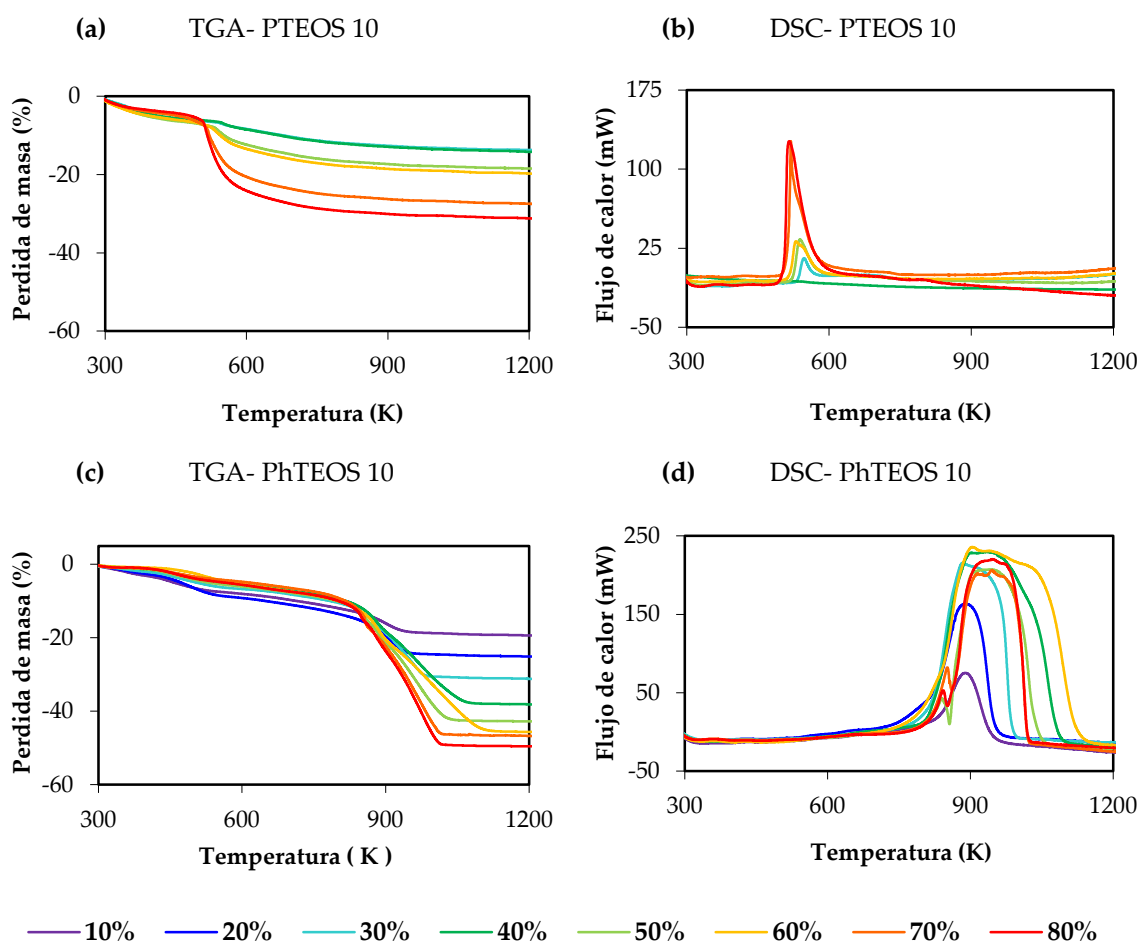 (a) TGA- PTEOS 10
Perdida de masa (%)
0
-20
-40
-60
300 600 900 1200
Temperatura (K)
(b) DSC- PTEOS 10
Flujo de calor (mW)
175
100
25
-50
300 600 900 1200
Temperatura (K)
(c) TGA- PhTEOS 10
Perdida de masa (%)
0
-20
-40
-60
300 600 900 1200
Temperatura ( K )
(d) DSC- PhTEOS 10
Flujo de calor (mW)
250
150
50
-50
300 600 900 1200
Temperatura (K)
10% 20% 30% 40% 50% 60% 70% 80%